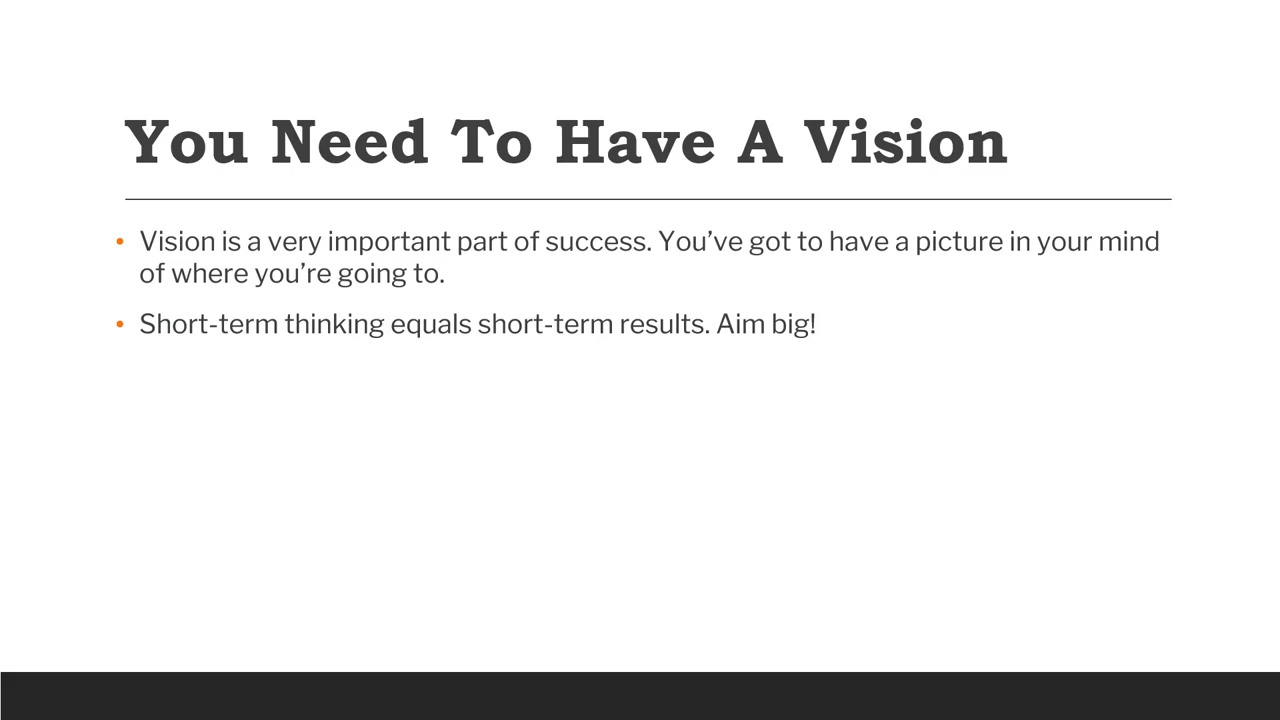 You Need To Have A Vision
• Vision is a very important part of success. You’ve got to have a picture in your mind
of where you’re going to.
• Short-term thinking equals short-term results. Aim big!